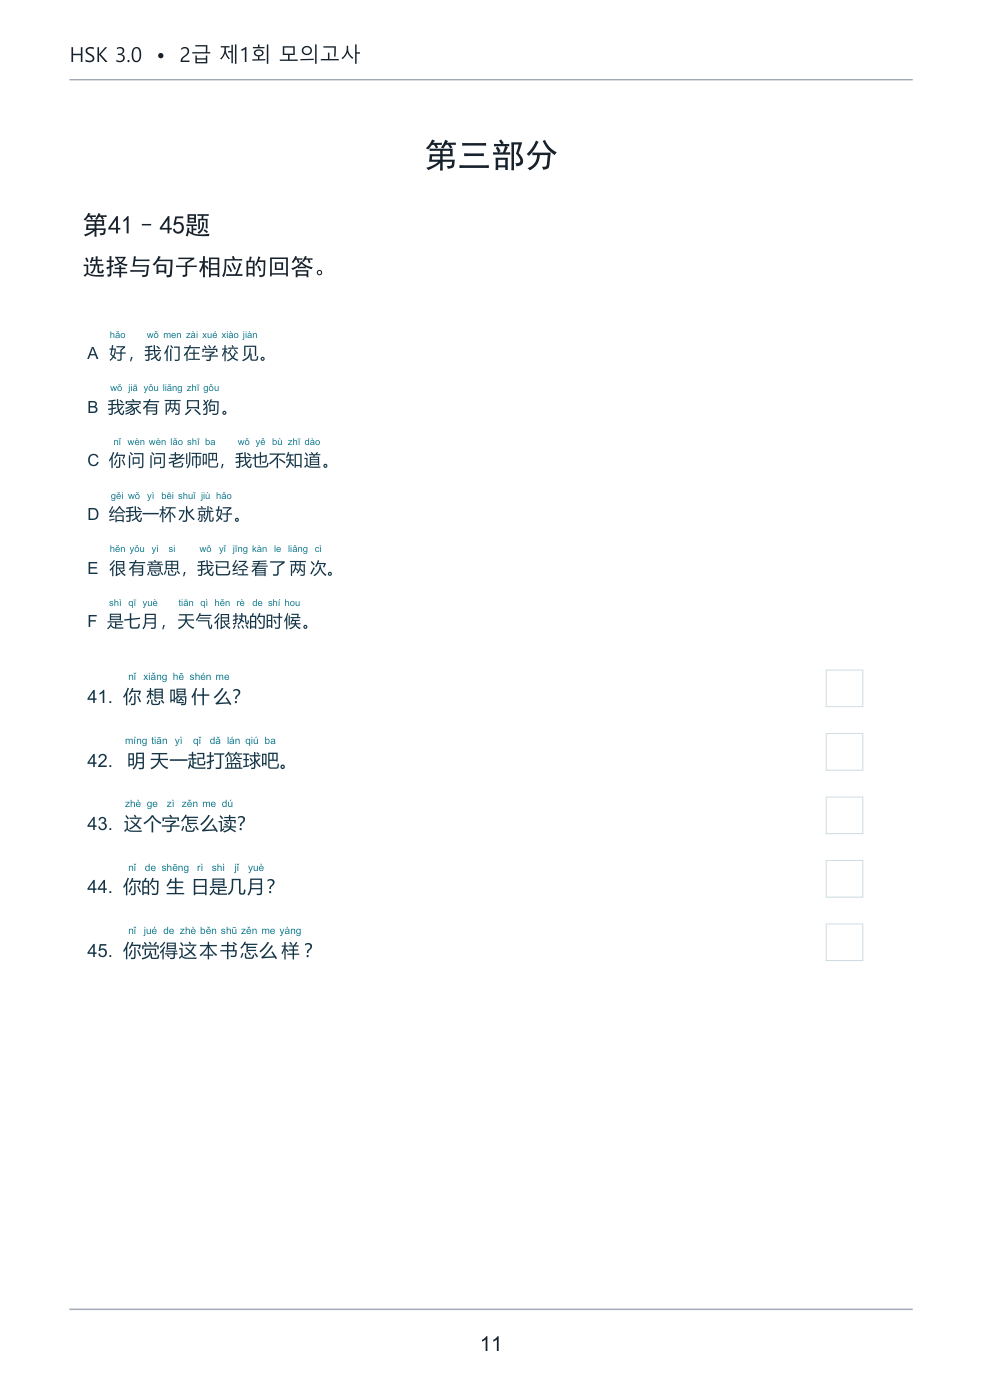 HSK 3.0 • 2급 제1회 모의고사
第三部分
第41－45题
选择与句子相应的回答。
hǎo wǒ men zài xué xiào jiàn
A 好，我们在学校见。
wǒ jiā yǒu liǎng zhī gǒu
B 我家有两只狗。
nǐ wèn wèn lǎo shī ba wǒ yě bù zhī dào
C 你问问老师吧，我也不知道。
gěi wǒ yì bēi shuǐ jiù hǎo
D 给我一杯水就好。
hěn yǒu yì si wǒ yǐ jīng kàn le liǎng cì
E 很有意思，我已经看了两次。
shì qī yuè tiān qì hěn rè de shí hou
F 是七月，天气很热的时候。
nǐ xiǎng hē shén me
41. 你想喝什么?
míng tiān yì qǐ dǎ lán qiú ba
42. 明天一起打篮球吧。
zhè ge zì zěn me dú
43. 这个字怎么读?
nǐ de shēng rì shì jǐ yuè
44. 你的生日是几月?
nǐ jué de zhè běn shū zěn me yàng
45. 你觉得这本书怎么样?
11